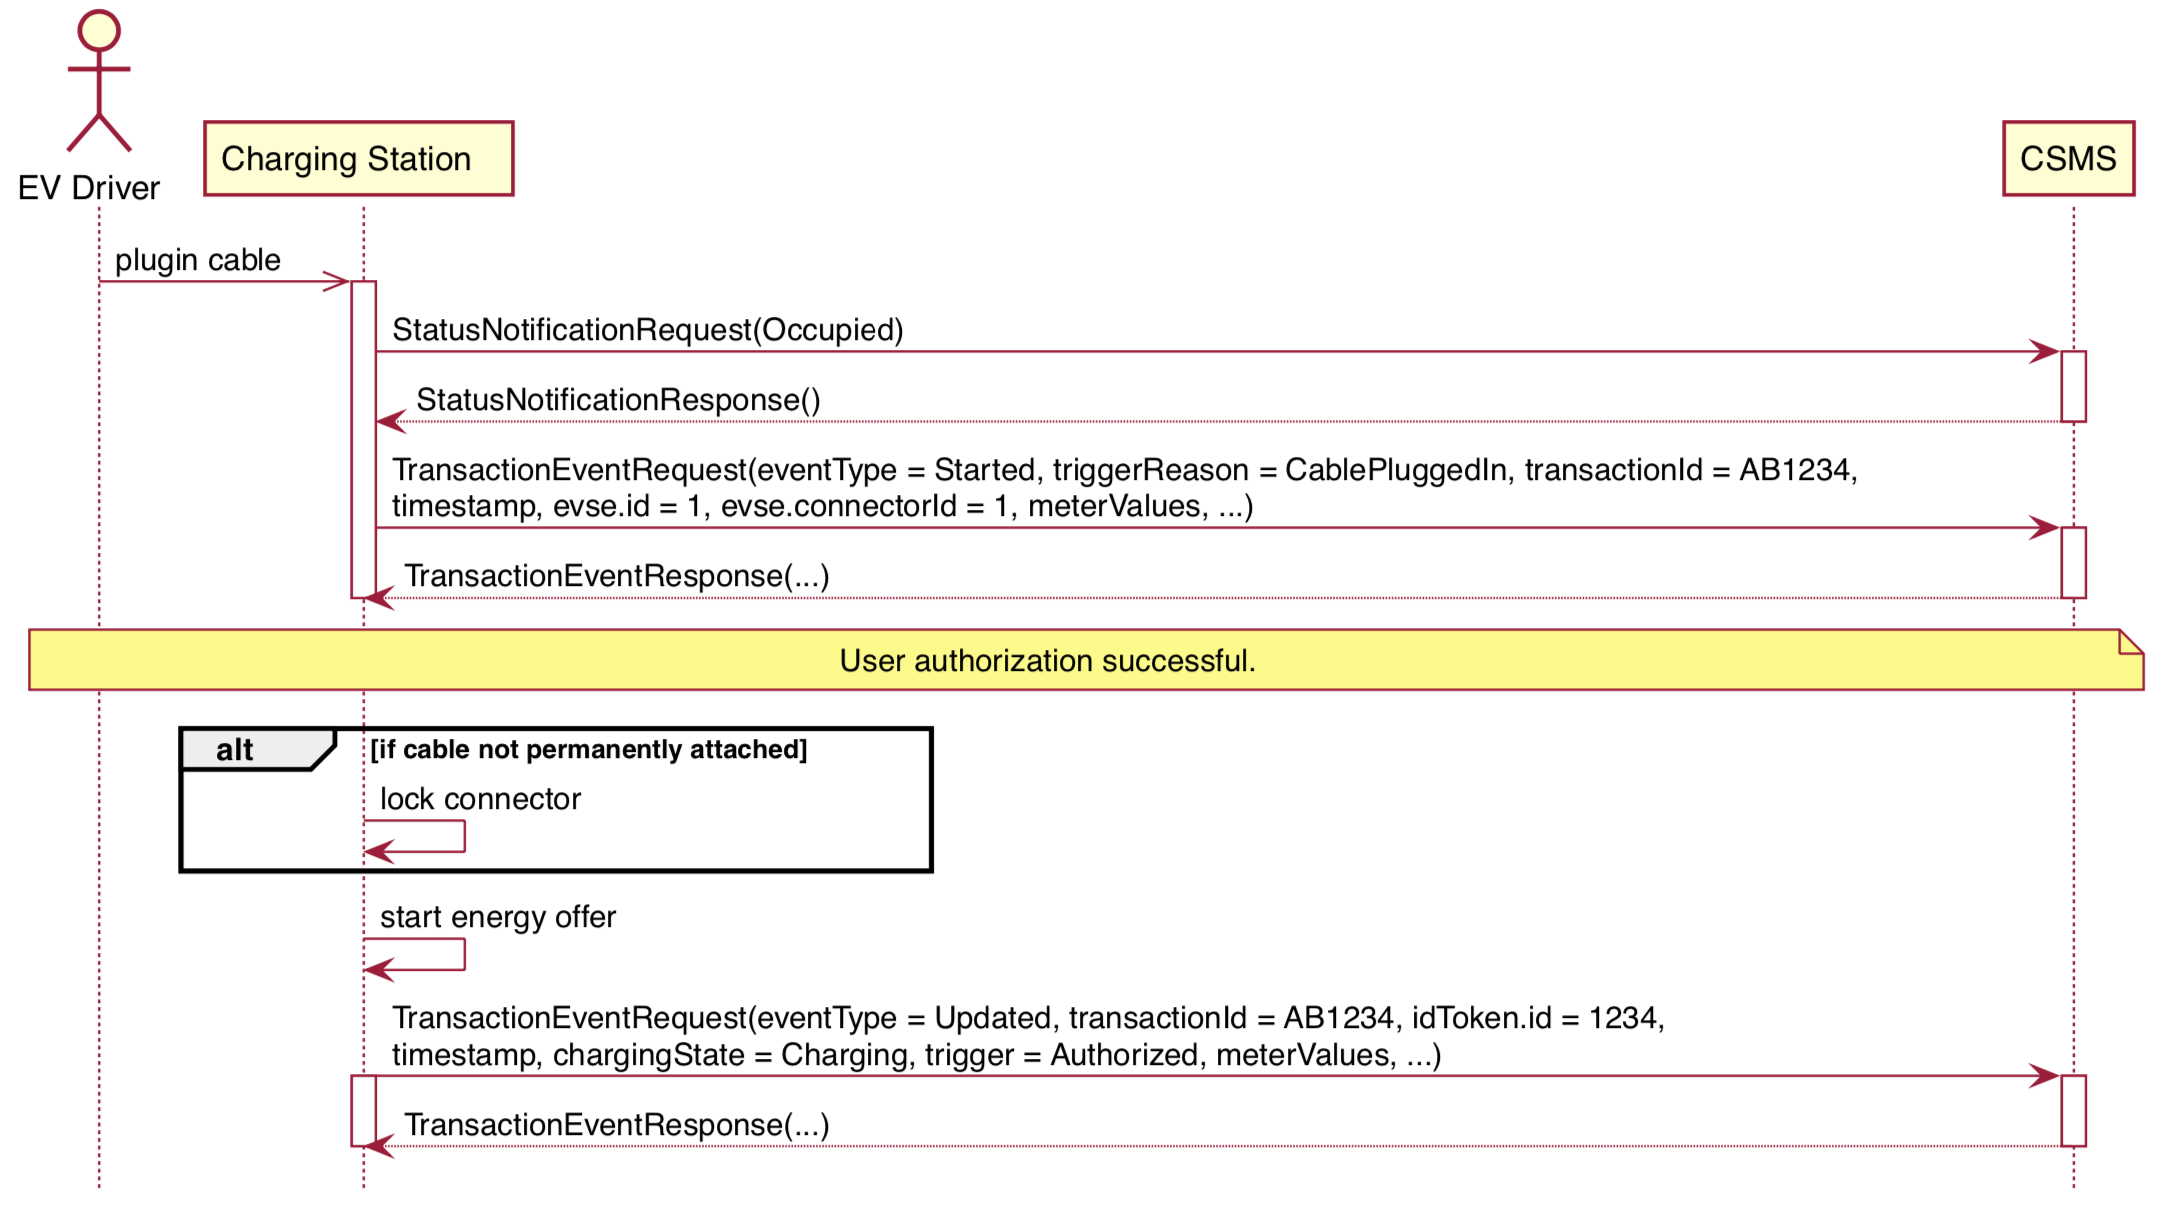 EV Driver
Charging Station
CSMS
plugin cable
StatusNotificationRequest(Occupied)
StatusNotificationResponse()
TransactionEventRequest(eventType = Started, triggerReason = CablePluggedIn, transactionId = AB1234,
timestamp, evse.id = 1, evse.connectorId = 1, meterValues, ...)
TransactionEventResponse(...)
User authorization successful.
alt [if cable not permanently attached]
lock connector
start energy offer
TransactionEventRequest(eventType = Updated, transactionId = AB1234, idToken.id = 1234,
timestamp, chargingState = Charging, trigger = Authorized, meterValues, ...)
TransactionEventResponse(...)